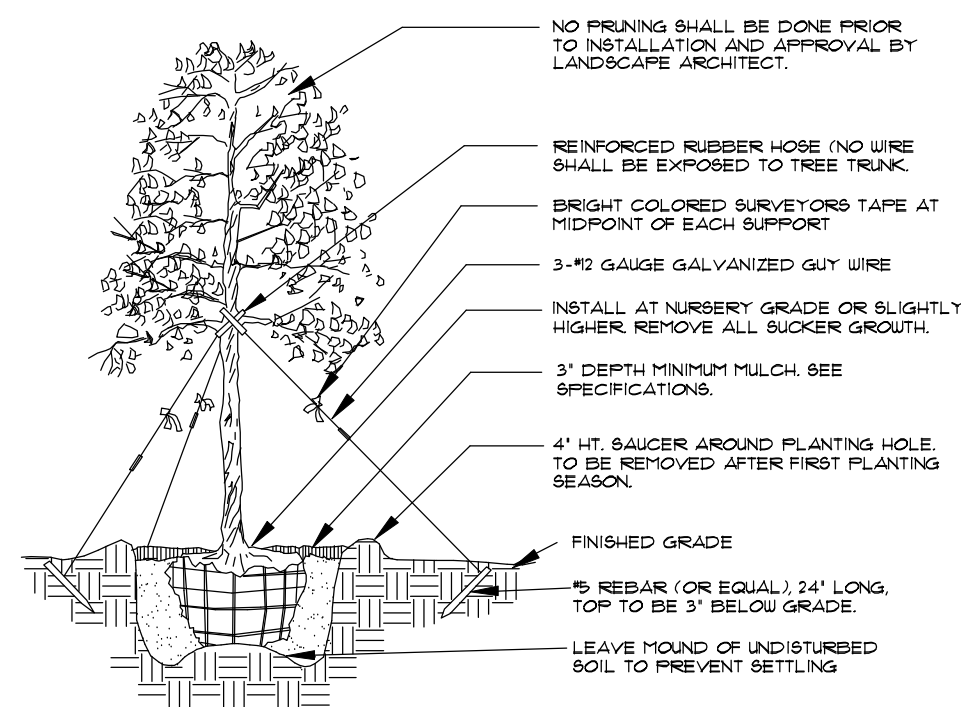 NO PRUNING SHALL BE DONE PRIOR
TO INSTALLATION AND APPROVAL BY
LANDSCAPE ARCHITECT.
REINFORCED RUBBER HOSE (NO WIRE
SHALL BE EXPOSED TO TREE TRUNK.
BRIGHT COLORED SURVEYORS TAPE AT
MIDPOINT OF EACH SUPPORT
3-#12 GAUGE GALVANIZED GUY WIRE
INSTALL AT NURSERY GRADE OR SLIGHTLY
HIGHER. REMOVE ALL SUCKER GROWTH.
3" DEPTH MINIMUM MULCH. SEE
SPECIFICATIONS.
4" HT. SAUCER AROUND PLANTING HOLE.
TO BE REMOVED AFTER FIRST PLANTING
SEASON.
FINISHED GRADE
#5 REBAR (OR EQUAL), 24" LONG,
TOP TO BE 3" BELOW GRADE.
LEAVE MOUND OF UNDISTURBED
SOIL TO PREVENT SETTLING